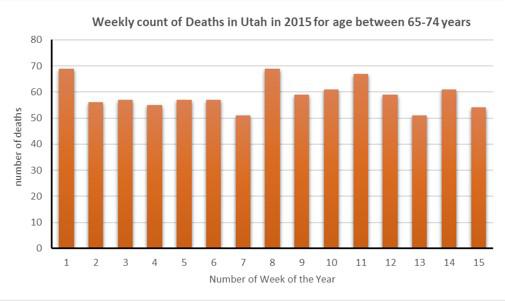 Weekly count of Deaths in Utah in 2015 for age between 65-74 years
number of deaths
80
70
60
50
40
30
20
10
0
1 2 3 4 5 6 7 8 9 10 11 12 13 14 15
Number of Week of the Year